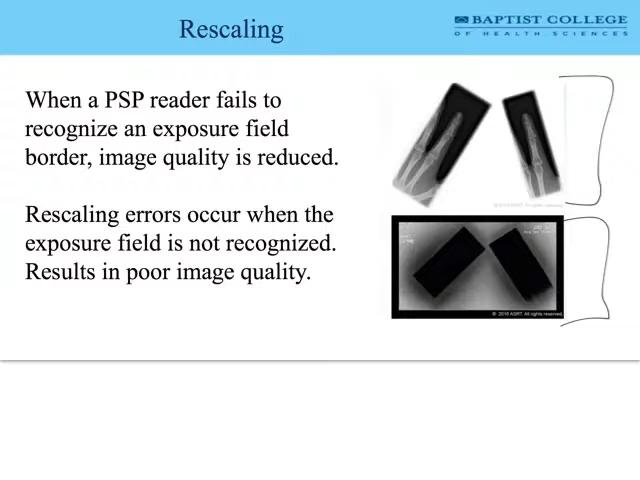 Rescaling
BAPTIST COLLEGE
OF HEALTH SCIENCES
When a PSP reader fails to
recognize an exposure field
border, image quality is reduced.
Rescaling errors occur when the
exposure field is not recognized.
Results in poor image quality.
© 2016 ASRT. All rights reserved.